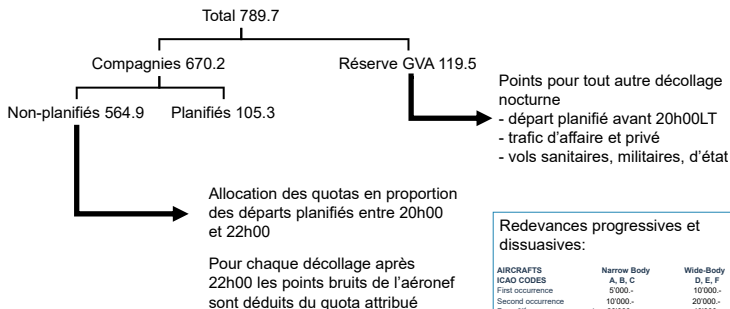 Total 789.7
Compagnies 670.2
Réserve GVA 119.5
Non-planifiés 564.9
Planifiés 105.3
Points pour tout autre décollage
nocturne
- départ planifié avant 20h00LT
- trafic d'affaire et privé
- vols sanitaires, militaires, d'état
Allocation des quotas en proportion
des départs planifiés entre 20h00
et 22h00
Pour chaque décollage après
22h00 les points bruits de l'aéronef
sont déduits du quota attribué
Redevances progressives et
dissuasives:
AIRCRAFTS Narrow Body Wide-Body
ICAO CODES A, B, C D, E, F
First occurrence 5'000.- 10'000.-
Second occurrence 10'000.- 20'000.-